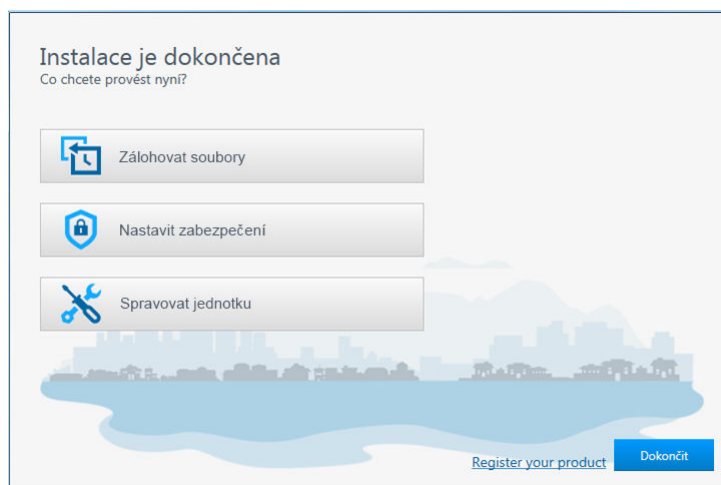 Instalace je dokončena
Co chcete provést nyní?
Zálohovat soubory
Nastavit zabezpečení
Spravovat jednotku
Register your product
Dokončit